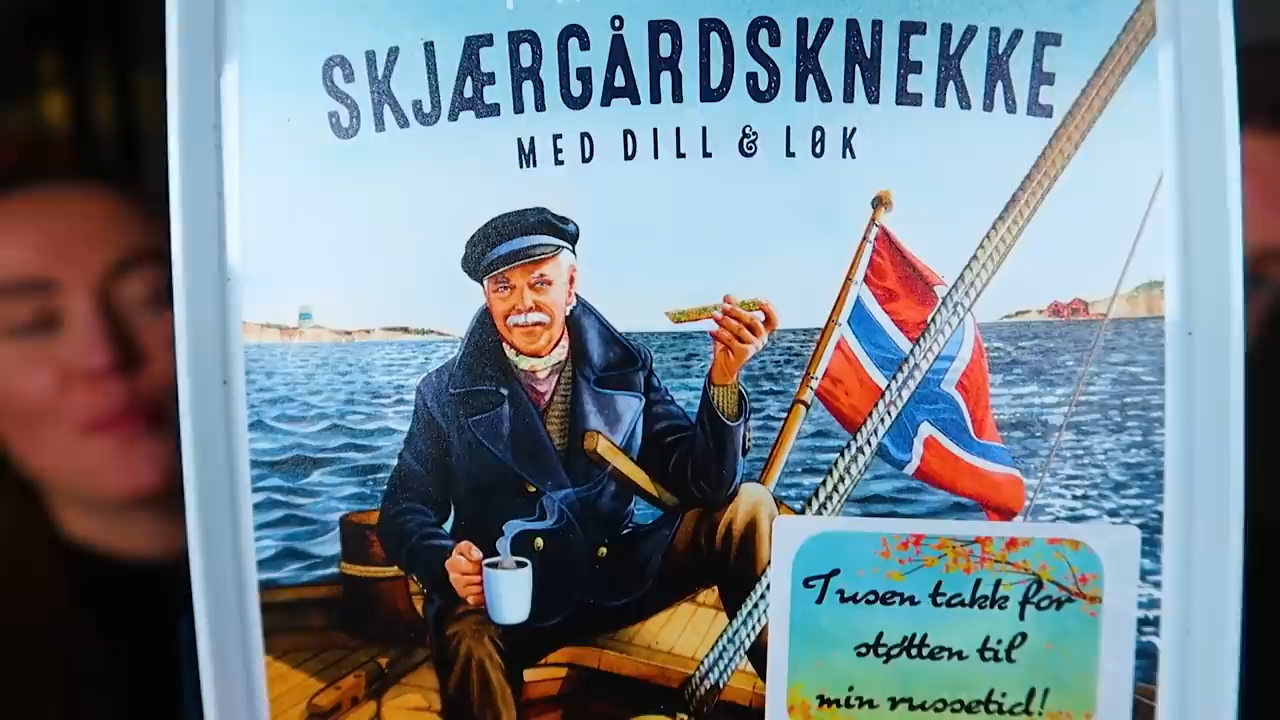 SKJÆRGÅRDSKNEKKE
MED DILL & LØK
Tusen takk for
støtten til
min russetid!